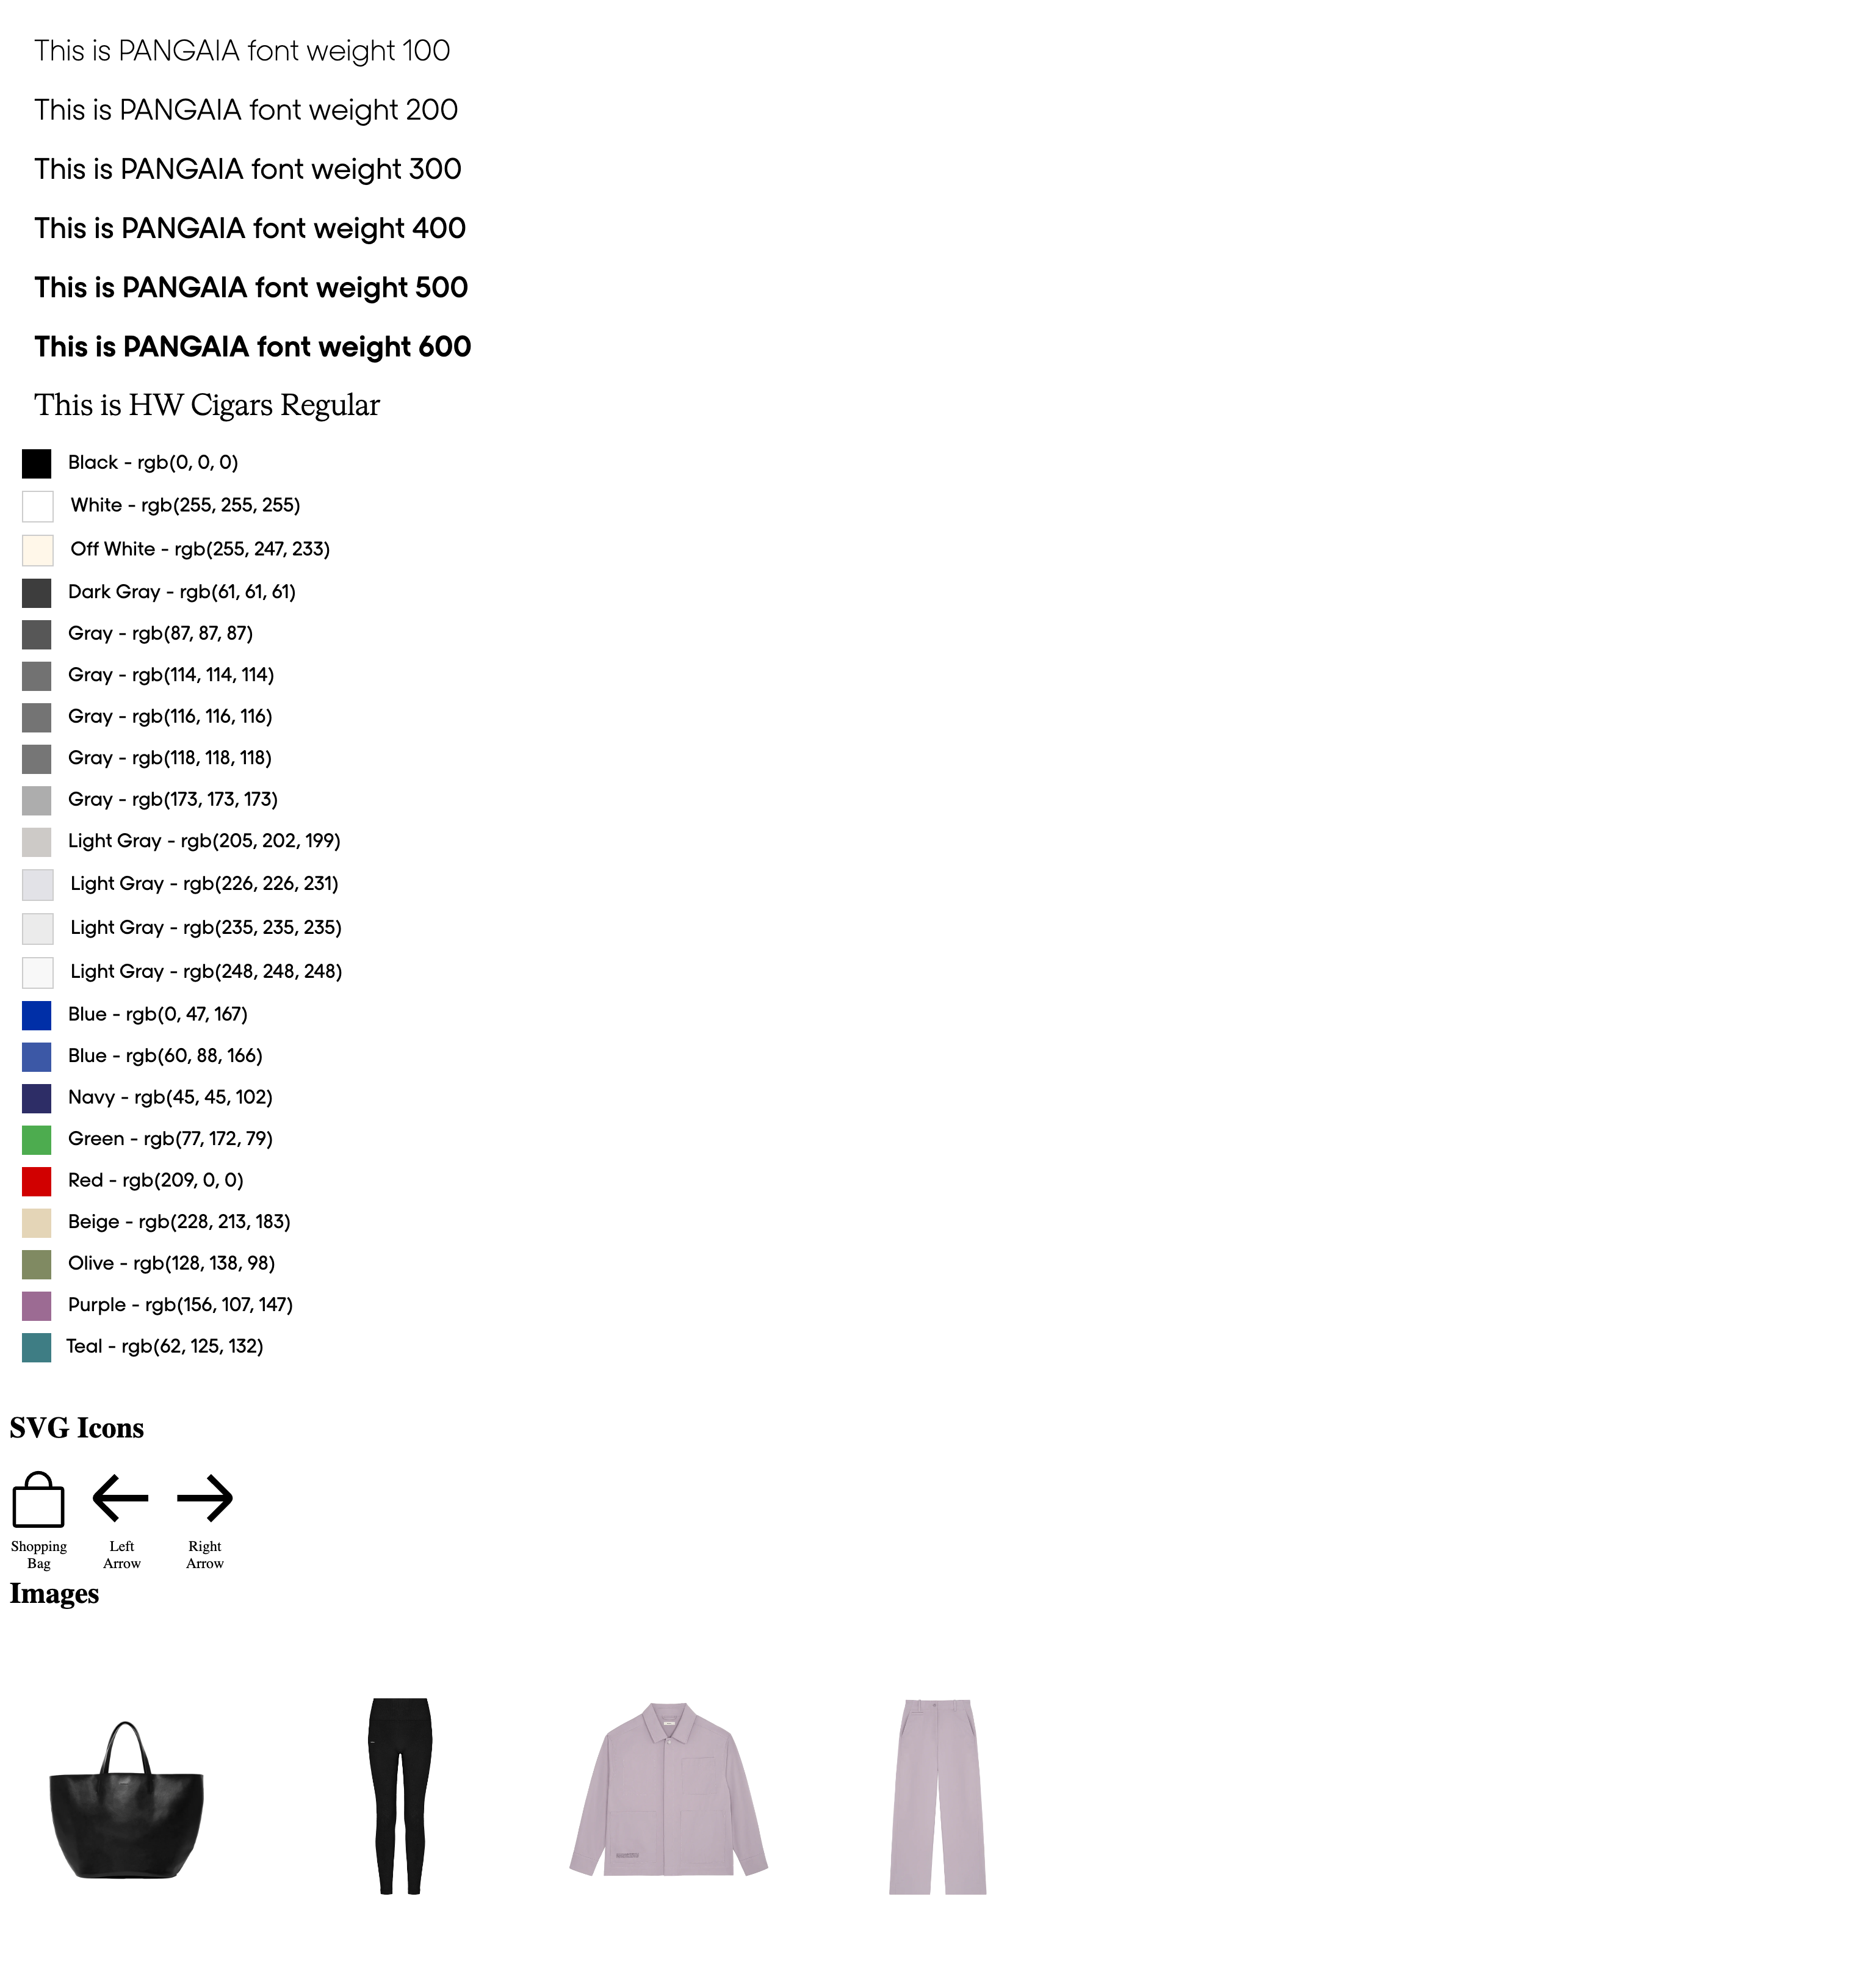 This is PANGAIA font weight 100
This is PANGAIA font weight 200
This is PANGAIA font weight 300
This is PANGAIA font weight 400
This is PANGAIA font weight 500
This is PANGAIA font weight 600
This is HW Cigars Regular
Black - rgb(0, 0, 0)
White - rgb(255, 255, 255)
Off White - rgb(255, 247, 233)
Dark Gray - rgb(61, 61, 61)
Gray - rgb(87, 87, 87)
Gray - rgb(114, 114, 114)
Gray - rgb(116, 116, 116)
Gray - rgb(118, 118, 118)
Gray - rgb(173, 173, 173)
Light Gray - rgb(205, 202, 199)
Light Gray - rgb(226, 226, 231)
Light Gray - rgb(235, 235, 235)
Light Gray - rgb(248, 248, 248)
Blue - rgb(0, 47, 167)
Blue - rgb(60, 88, 166)
Navy - rgb(45, 45, 102)
Green - rgb(77, 172, 79)
Red - rgb(209, 0, 0)
Beige - rgb(228, 213, 183)
Olive - rgb(128, 138, 98)
Purple - rgb(156, 107, 147)
Teal - rgb(62, 125, 132)
SVG Icons
Shopping
Bag
Left
Arrow
Right
Arrow
Images